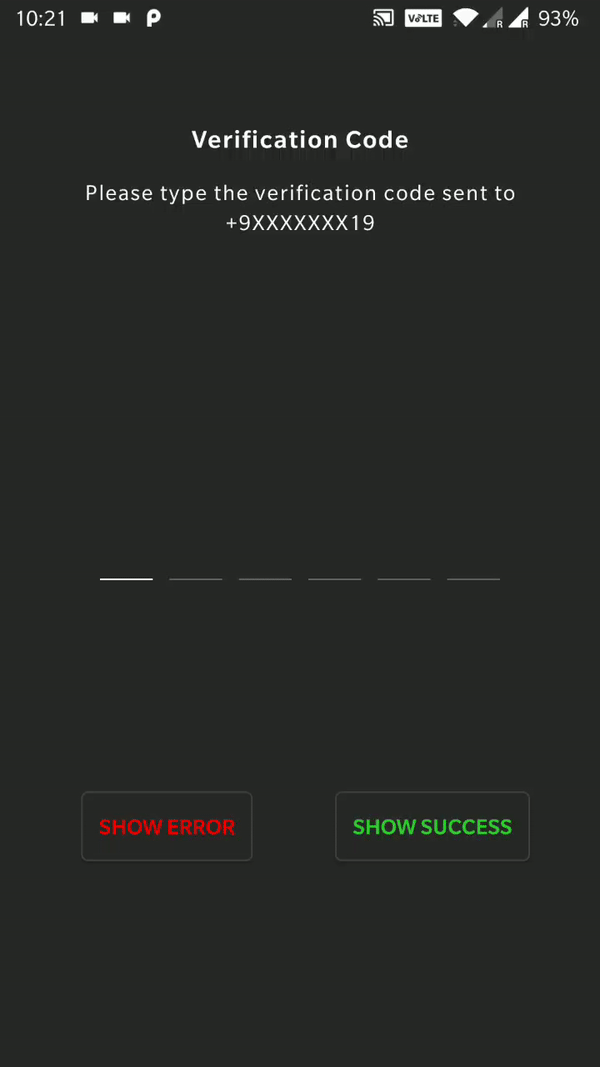 10:21 VoLTE R R 93%
Verification Code
Please type the verification code sent to
+9XXXXXXX19
SHOW ERROR SHOW SUCCESS